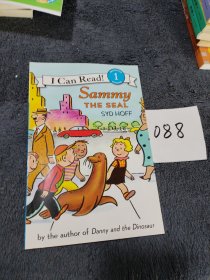 I Can Read!
1
Sammy
THE SEAL
SYD HOFF
088
by the author of Danny and the Dinosaur